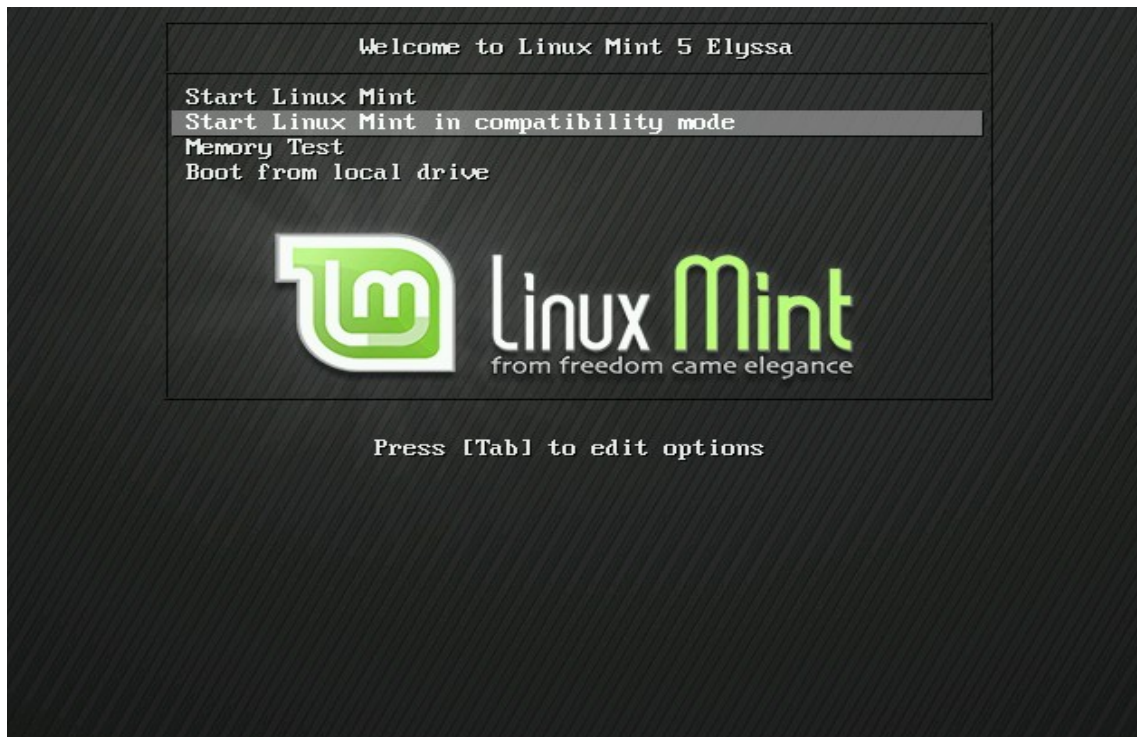 Welcome to Linux Mint 5 Elyssa
Start Linux Mint
Start Linux Mint in compatibility mode
Memory Test
Boot from local drive
lm Linux Mint
from freedom came elegance
Press [Tab] to edit options